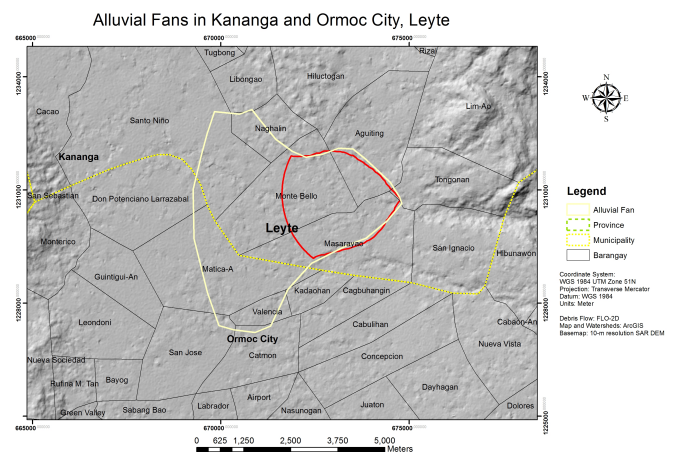 Alluvial Fans in Kananga and Ormoc City, Leyte
665000 670000 675000
Tugbong
Rizal
Libongao
Hiluctogan
1234000
1234000
Cacao
Lim-Ao
Santo Niño
Naghalin
Aguiting
Kananga
Tongonan
San Sebastian
Don Potenciano Larrazabal
Monte Bello
1231000
1231000
Leyte
Monterico
Masarayao
San Ignacio
Hibunawon
Guintigui-An
Matica-A
Kadaohan
Cagbuhangin
1228000
1228000
Leondoni
Valencia
Cabulihan
Cabaon-An
Ormoc City
Nueva Vista
San Jose
Catmon
Concepcion
Nueva Sociedad
Rufina M. Tan
Bayog
Dayhagan
Airport
Green Valley
Sabang Bao
Labrador
Nasunogan
Juaton
Dolores
1225000
665000 670000 675000
0 625 1,250 2,500 3,750 5,000
Meters
N
W E
S
Legend
Alluvial Fan
Province
Municipality
Barangay
Coordinate System:
WGS 1984 UTM Zone 51N
Projection: Transverse Mercator
Datum: WGS 1984
Units: Meter
Debris Flow: FLO-2D
Map and Watersheds: ArcGIS
Basemap: 10-m resolution SAR DEM